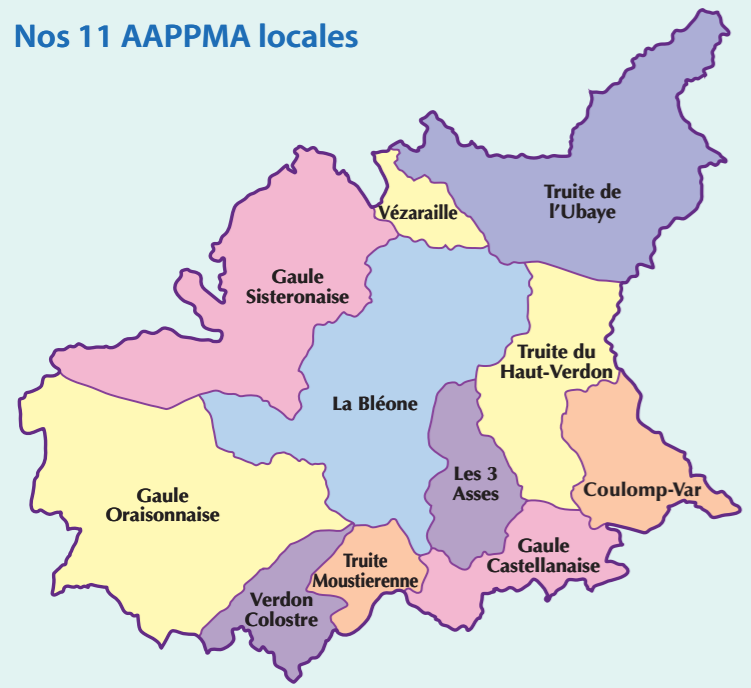 Nos 11 AAPPMA locales
Truite de
l'Ubaye
Vézaraille
Gaule
Sisteronaise
Truite du
Haut-Verdon
La Bléone
Les 3
Asses
Coulomp-Var
Gaule
Oraisonnaise
Gaule
Castellanaise
Truite
Moustierenne
Verdon
Colostre